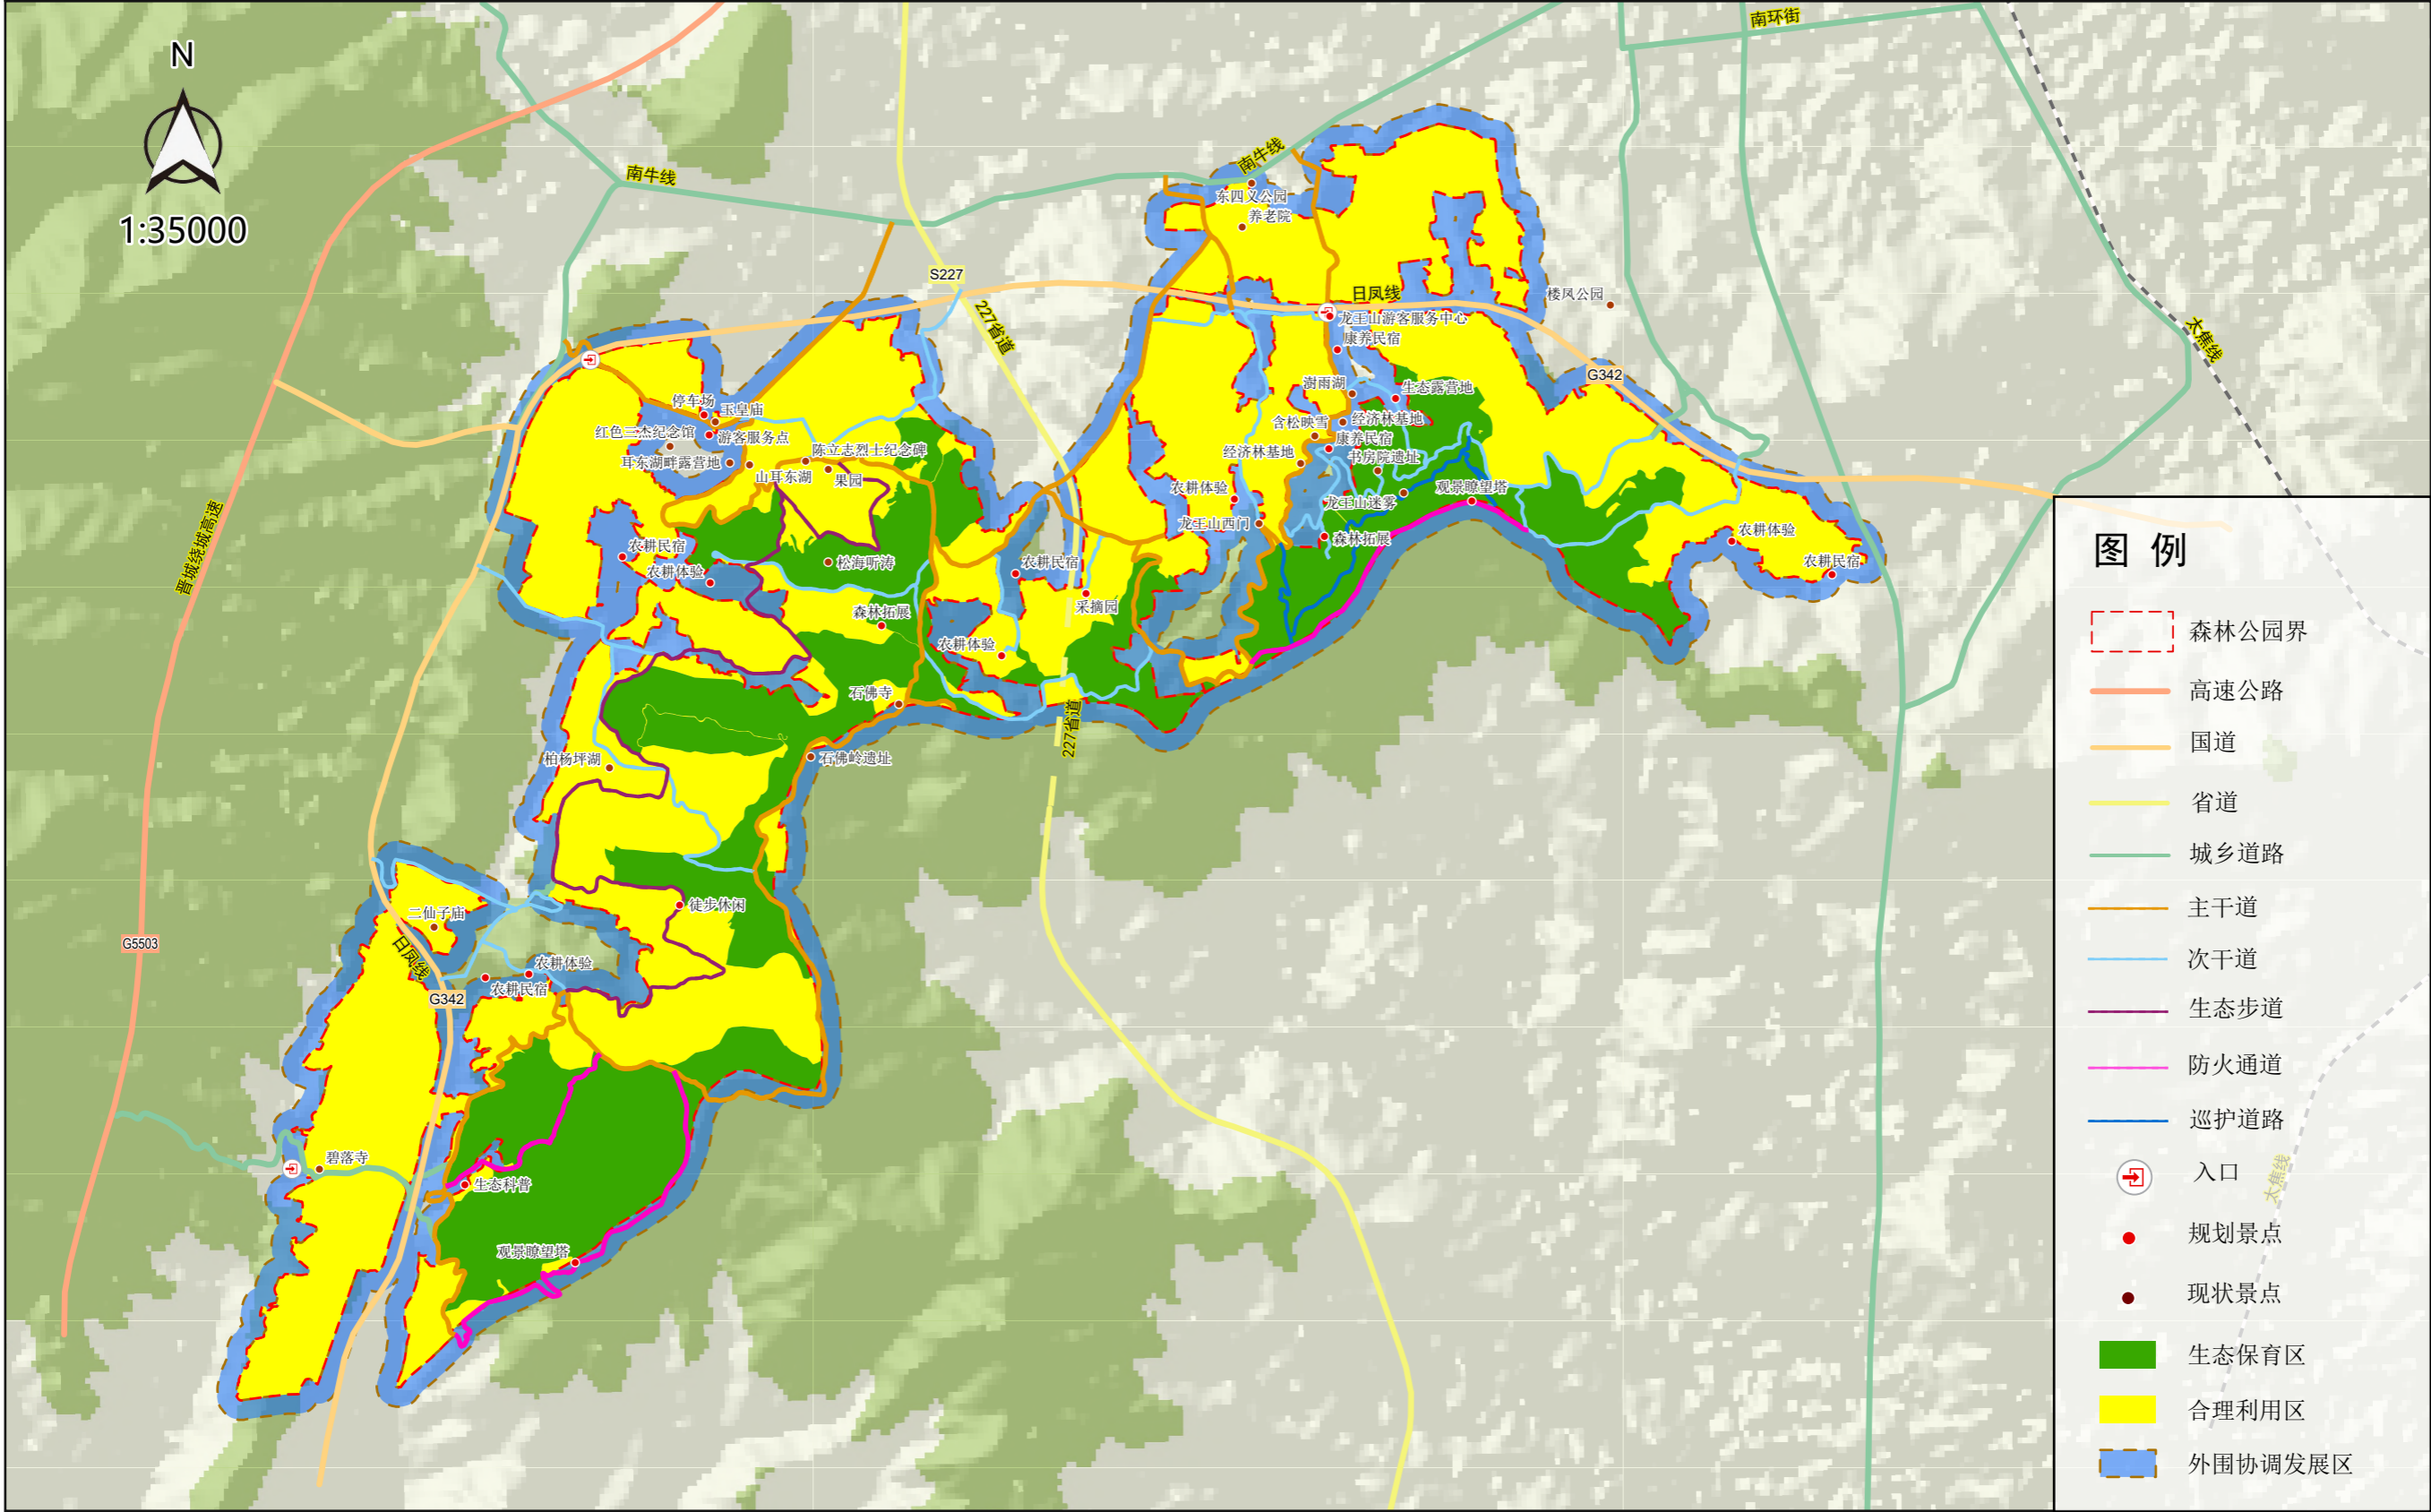 南环街
N
1:35000
南牛线
南牛线
东四义公园
养老院
S227
227省道
日凤线
楼凤公园
龙王山游客服务中心
康养民宿
太焦线
G342
澍雨湖
生态露营地
停车场
玉皇庙
含松映雪
经济林基地
红色三杰纪念馆
游客服务点
康养民宿
陈立志烈士纪念碑
经济林基地
书房院遗址
耳东湖畔露营地
山耳东湖
果园
农耕体验
龙王山迷雾
观景瞭望塔
龙王山西门
森林拓展
农耕体验
晋城绕城高速
农耕民宿
农耕体验
松海听涛
农耕民宿
农耕民宿
采摘园
森林拓展
农耕体验
石佛寺
227省道
石佛岭遗址
柏杨坪湖
徒步休闲
二仙子庙
G5503
日凤线
农耕体验
农耕民宿
G342
碧落寺
生态科普
观景瞭望塔
图 例
森林公园界
高速公路
国道
省道
城乡道路
主干道
次干道
生态步道
防火通道
巡护道路
入口
太焦线
规划景点
现状景点
生态保育区
合理利用区
外围协调发展区